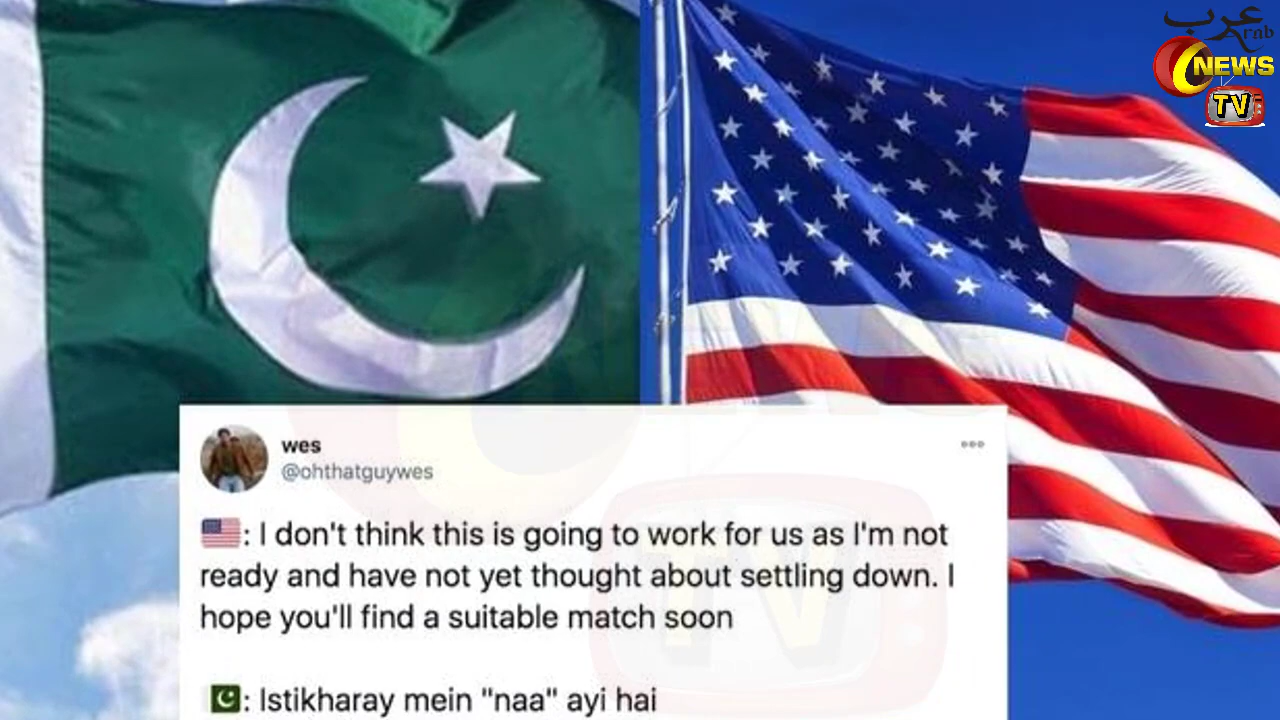 عرب
Arab
NEWS
TV
wes
@ohthatguywes
🇺🇸: I don't think this is going to work for us as I'm not
ready and have not yet thought about settling down. I
hope you'll find a suitable match soon
🇵🇰: Istikharay mein "naa" ayi hai
TV